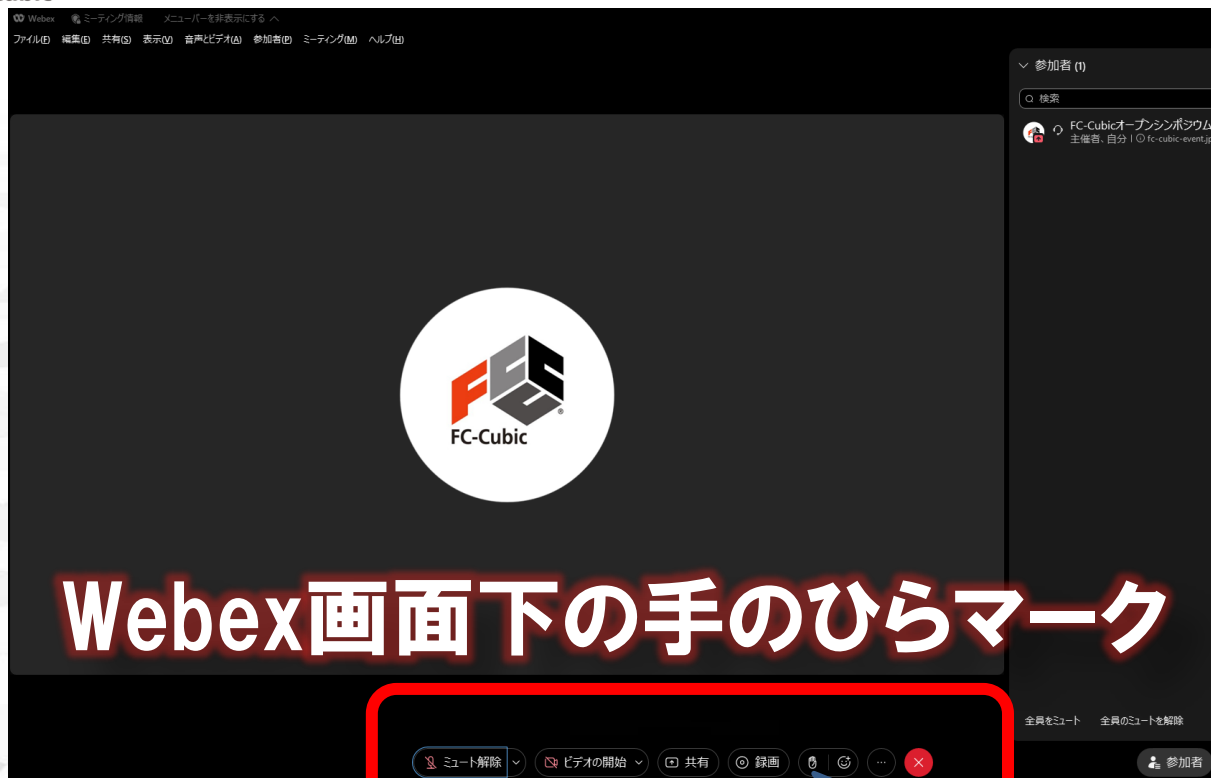 Webex ミーティング情報 メニューバーを非表示にする
ファイル(F) 編集(E) 共有(S) 表示(V) 音声とビデオ(A) 参加者(P) ミーティング(M) ヘルプ(H)
参加者 (1)
検索
FC-Cubicオープンシンポジウム
主催者、自分 | fc-cubic-event.jp
FC-Cubic
Webex画面下の手のひらマーク
全員をミュート 全員のミュートを解除
ミュート解除 ビデオの開始 共有 録画 参加者